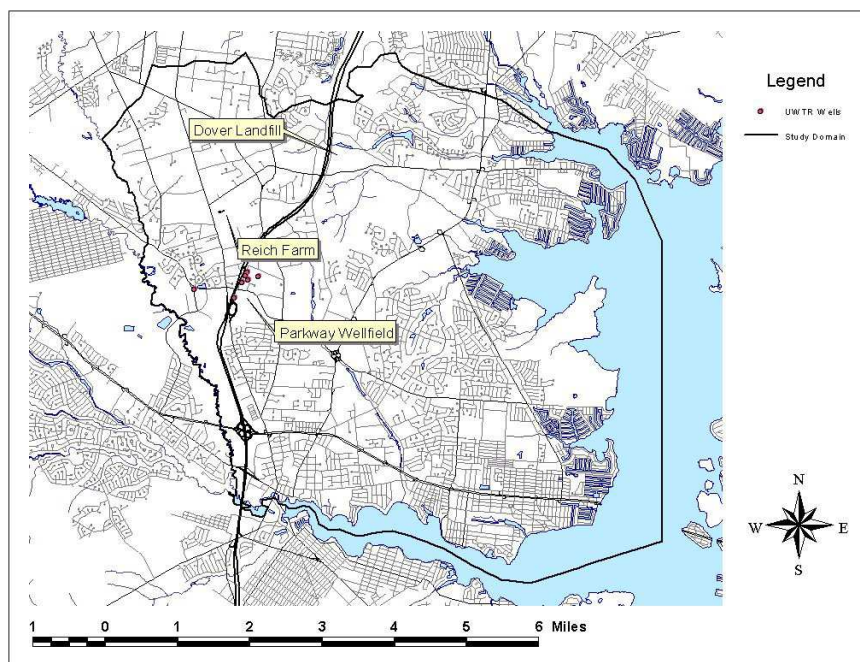 Legend
UWTR Wells
Study Domain
Dover Landfill
Reich Farm
Parkway Wellfield
N
W E
S
1 0 1 2 3 4 5 6 Miles